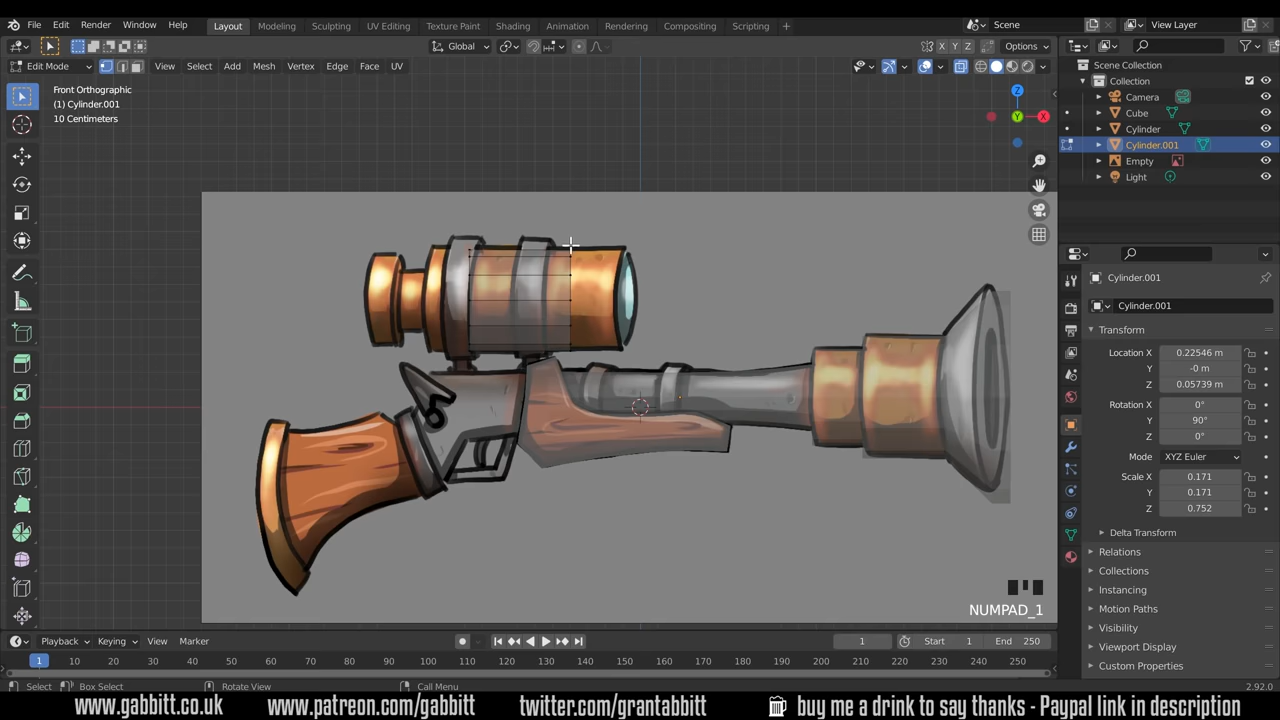 File Edit Render Window Help Layout Modeling Sculpting UV Editing Texture Paint Shading Animation Rendering Compositing Scripting + Scene View Layer
Global X Y Z Options
Edit Mode View Select Add Mesh Vertex Edge Face UV
Scene Collection
Collection
Camera
Cube
Cylinder
Cylinder.001
Empty
Light
Front Orthographic
(1) Cylinder.001
10 Centimeters
Z
Y
X
Cylinder.001
Cylinder.001
Transform
Location X 0.22546 m
Y -0 m
Z 0.05739 m
Rotation X 0°
Y 90°
Z 0°
Mode XYZ Euler
Scale X 0.171
Y 0.171
Z 0.752
Delta Transform
Relations
Collections
Instancing
Motion Paths
Visibility
Viewport Display
Custom Properties
NUMPAD_1
Playback Keying View Marker 1 Start 1 End 250
1 10 20 30 40 50 60 70 80 90 100 110 120 130 140 150 160 170 180 190 200 210 220 230 240 250
Select Box Select Rotate View Call Menu 2.92.0
www.gabbitt.co.uk www.patreon.com/gabbitt twitter.com/grantabbitt buy me a drink to say thanks - Paypal link in description